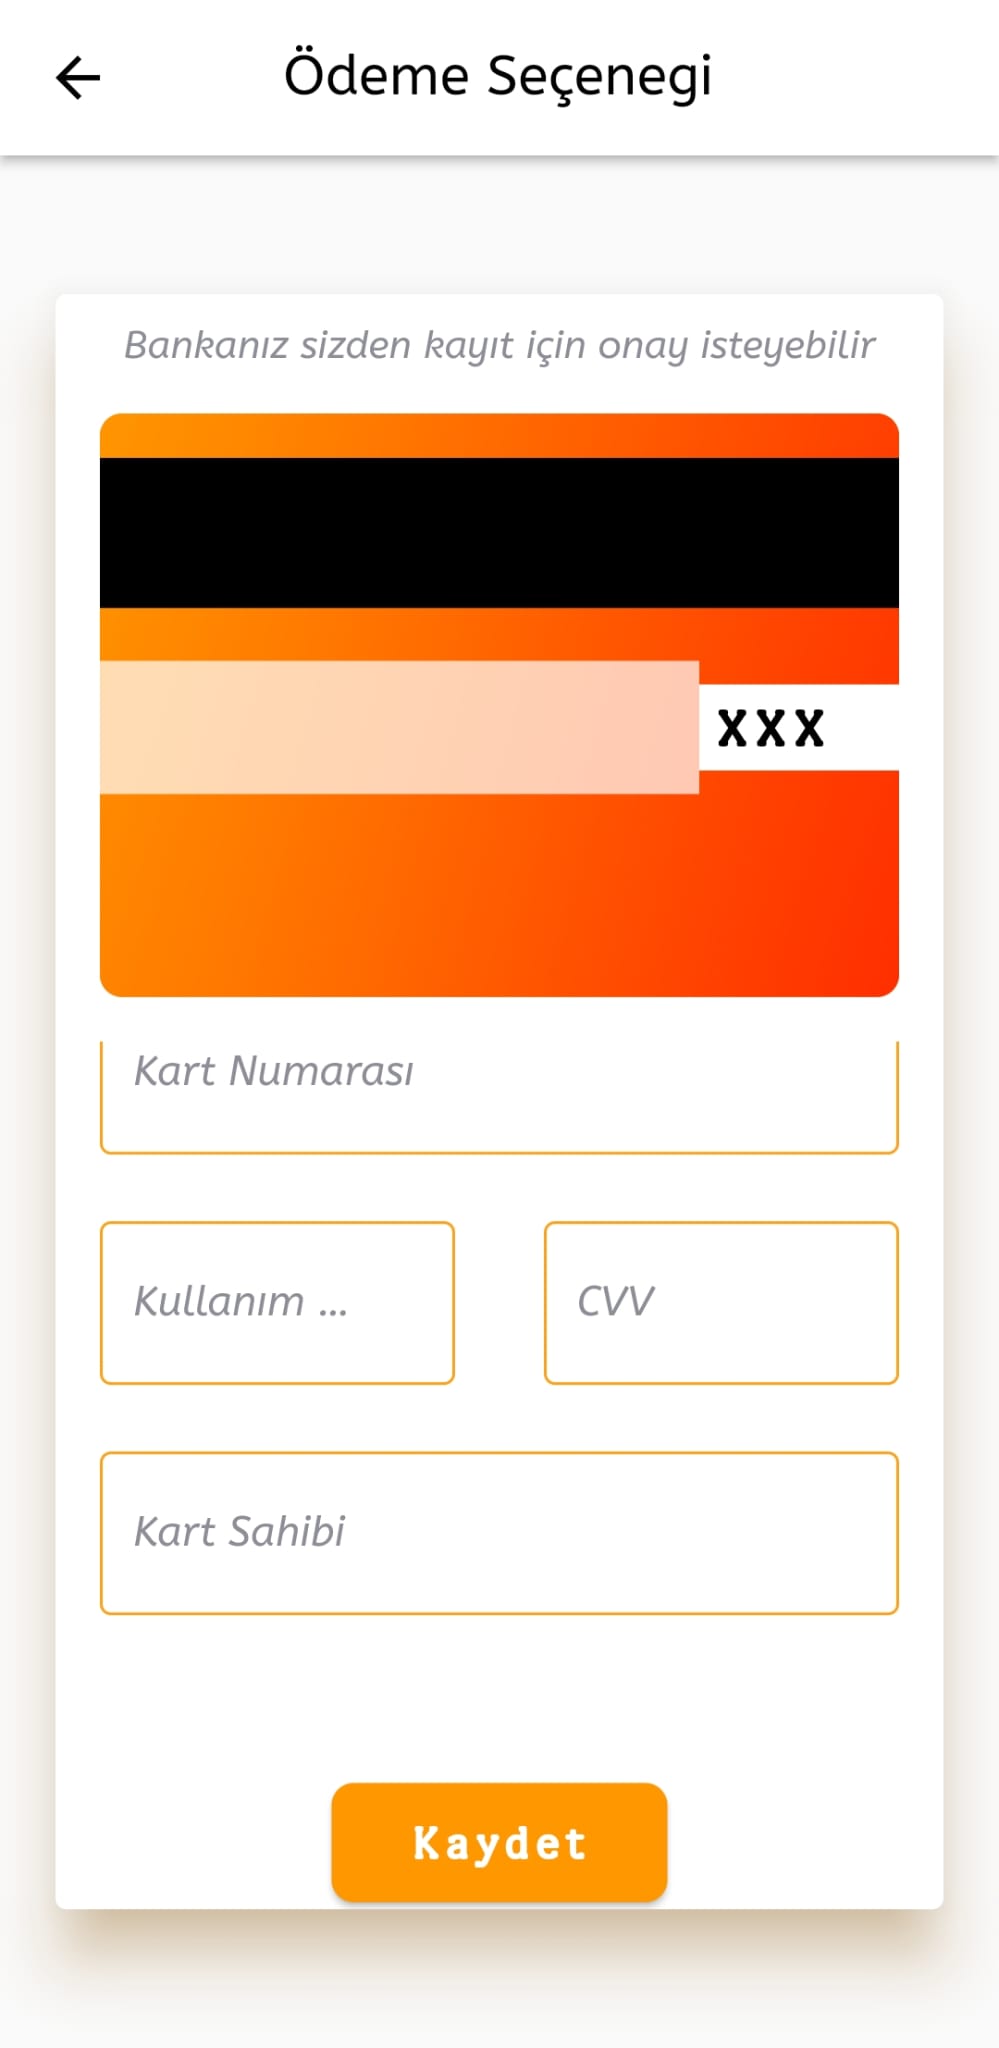 Ödeme Seçenegi
Bankanız sizden kayıt için onay isteyebilir
XXX
Kart Numarası
Kullanım ...
CVV
Kart Sahibi
Kaydet